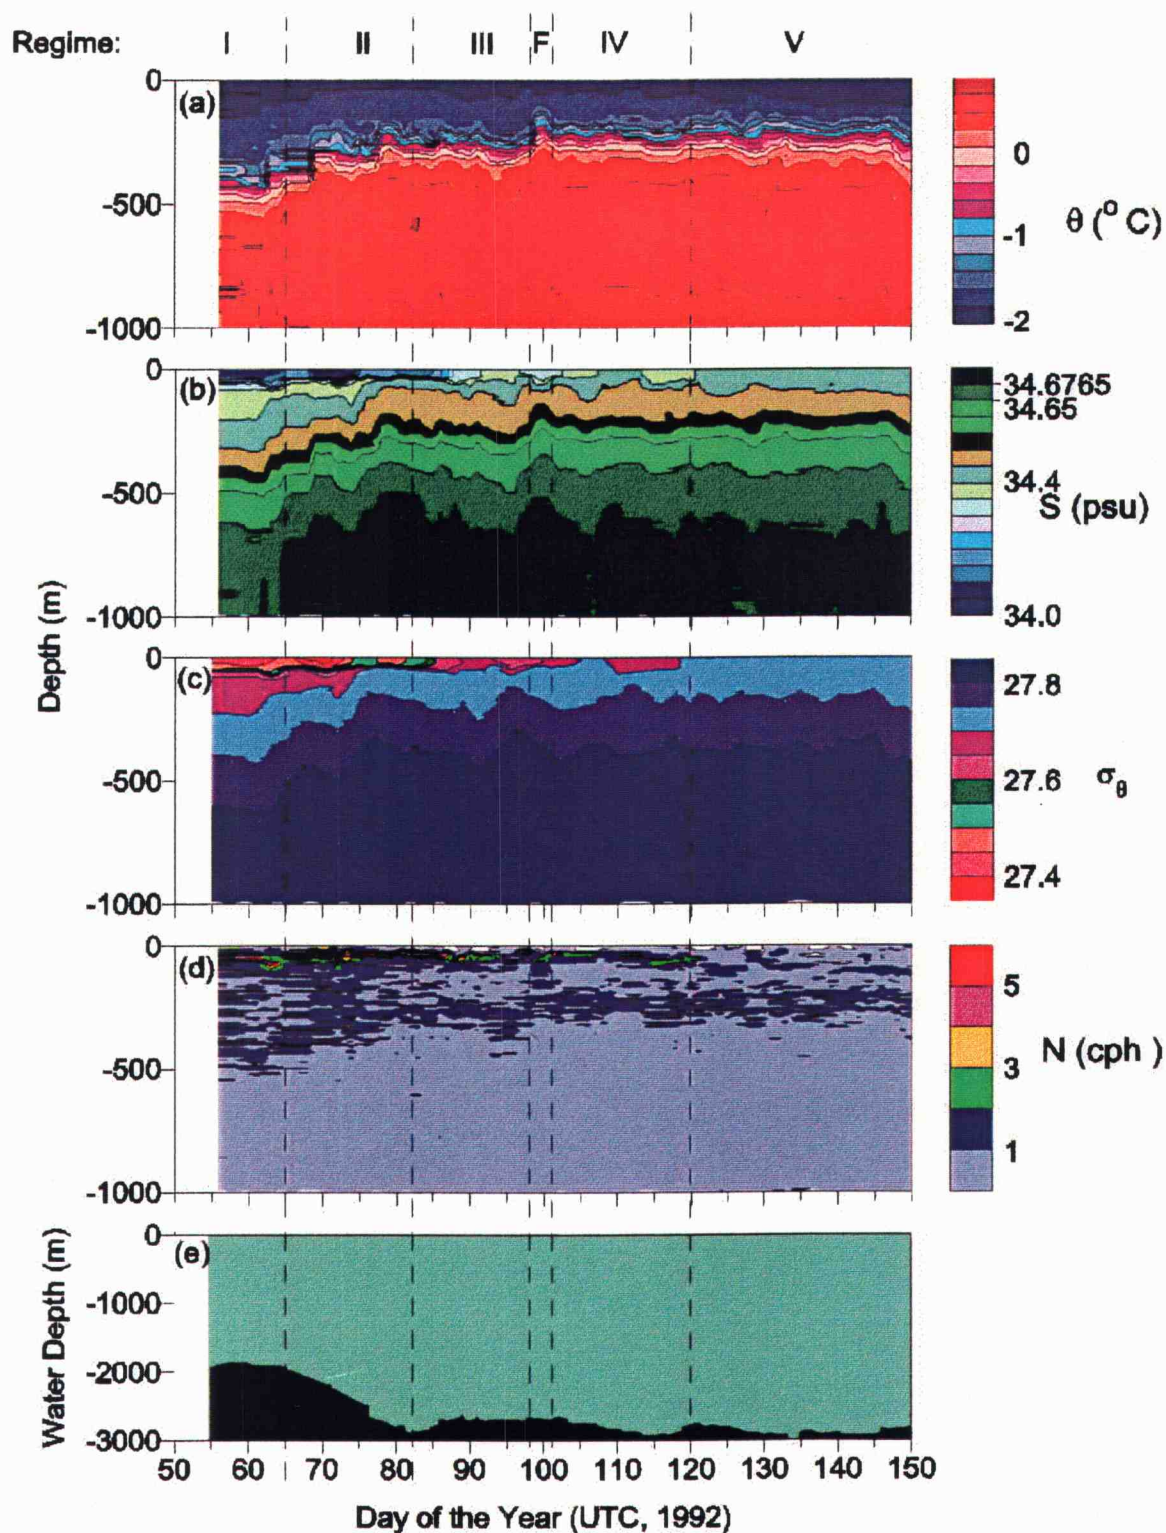 Regime: I II III F IV V
(a)
0
-500
-1000
0
-1
-2
θ (° C)
(b)
0
-500
-1000
34.6765
34.65
34.4
34.0
S (psu)
Depth (m)
(c)
0
-500
-1000
27.8
27.6
27.4
σθ
(d)
0
-500
-1000
5
3
1
N (cph )
(e)
0
-1000
-2000
-3000
Water Depth (m)
50 60 70 80 90 100 110 120 130 140 150
Day of the Year (UTC, 1992)